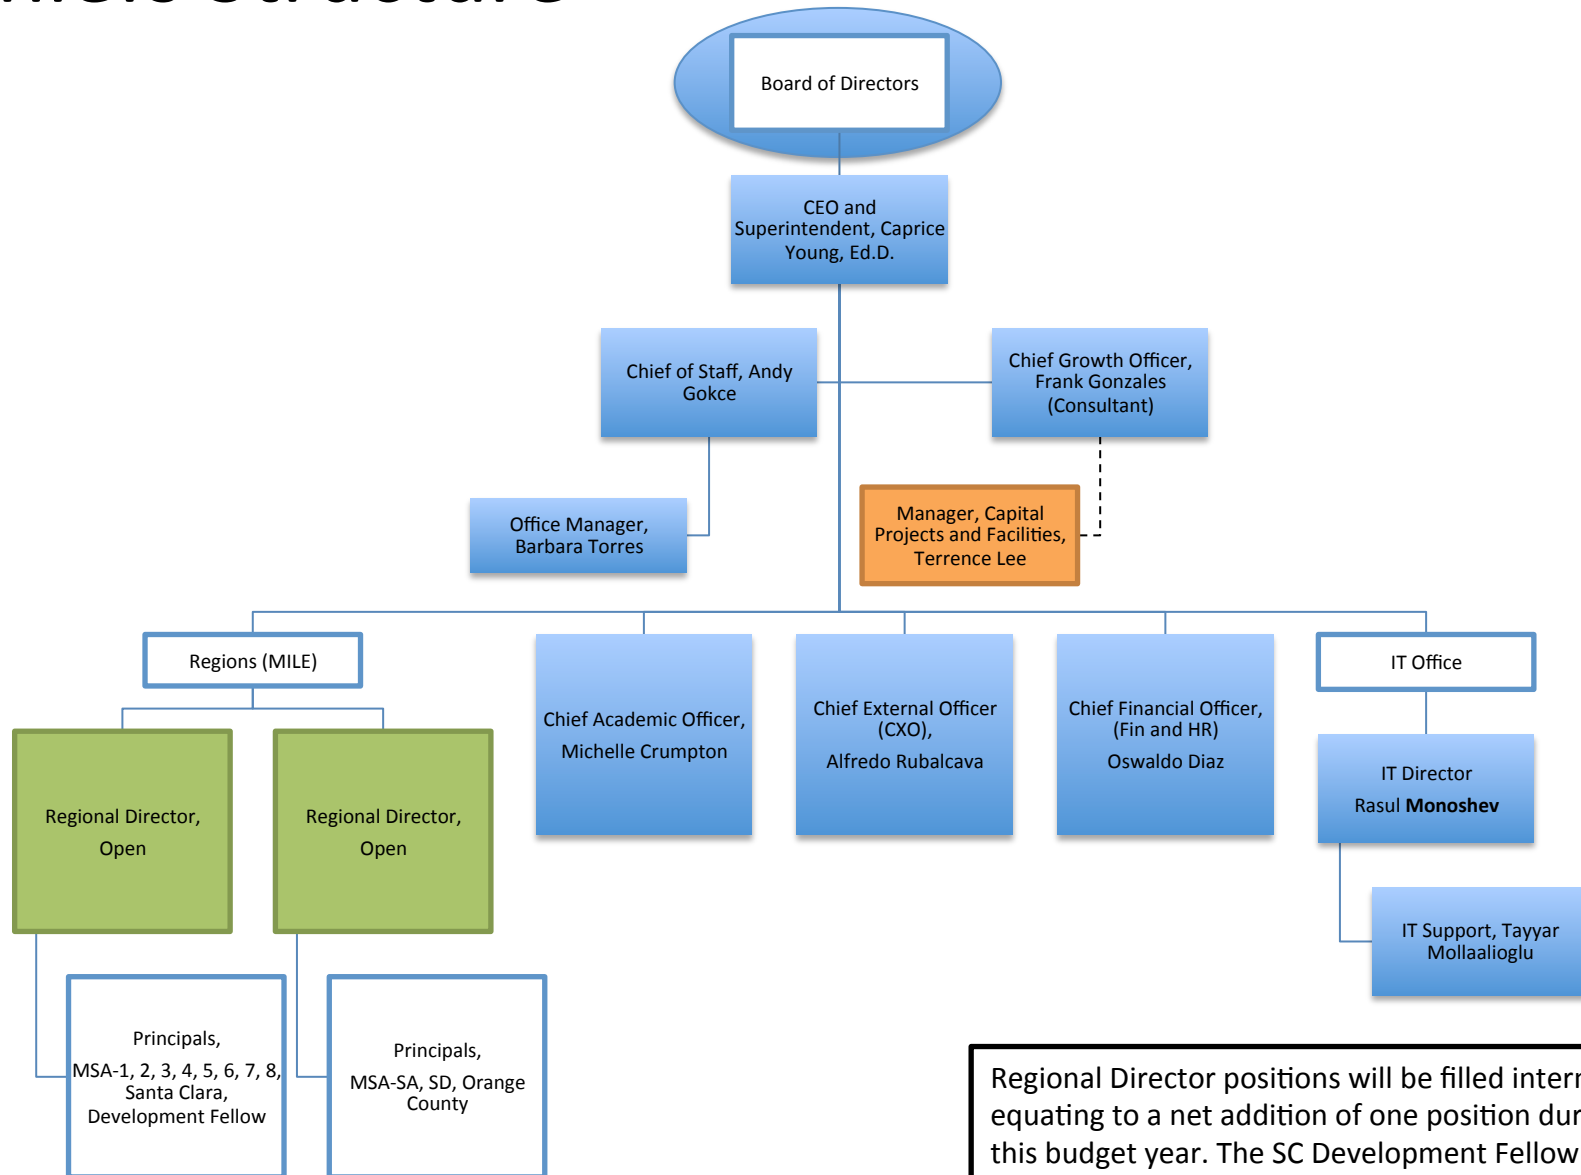 Structure
Board of Directors
CEO and
Superintendent, Caprice
Young, Ed.D.
Chief of Staff, Andy
Gokce
Chief Growth Officer,
Frank Gonzales
(Consultant)
Office Manager,
Barbara Torres
Manager, Capital
Projects and Facilities,
Terrence Lee
Regions (MILE)
Chief Academic Officer,
Michelle Crumpton
Chief External Officer
(CXO),
Alfredo Rubalcava
Chief Financial Officer,
(Fin and HR)
Oswaldo Diaz
IT Office
Regional Director,
Open
Regional Director,
Open
IT Director
Rasul Monoshev
IT Support, Tayyar
Mollaalioglu
Principals,
MSA-1, 2, 3, 4, 5, 6, 7, 8,
Santa Clara,
Development Fellow
Principals,
MSA-SA, SD, Orange
County
Regional Director positions will be filled
equating to a net addition of one position
this budget year. The SC Development Fellow